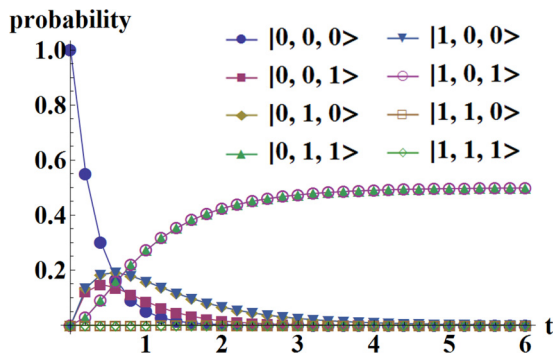 probability
1.0
|0, 0, 0> |1, 0, 0>
0.8
|0, 0, 1> |1, 0, 1>
0.6
|0, 1, 0> |1, 1, 0>
|0, 1, 1> |1, 1, 1>
0.4
0.2
1 2 3 4 5 6 t